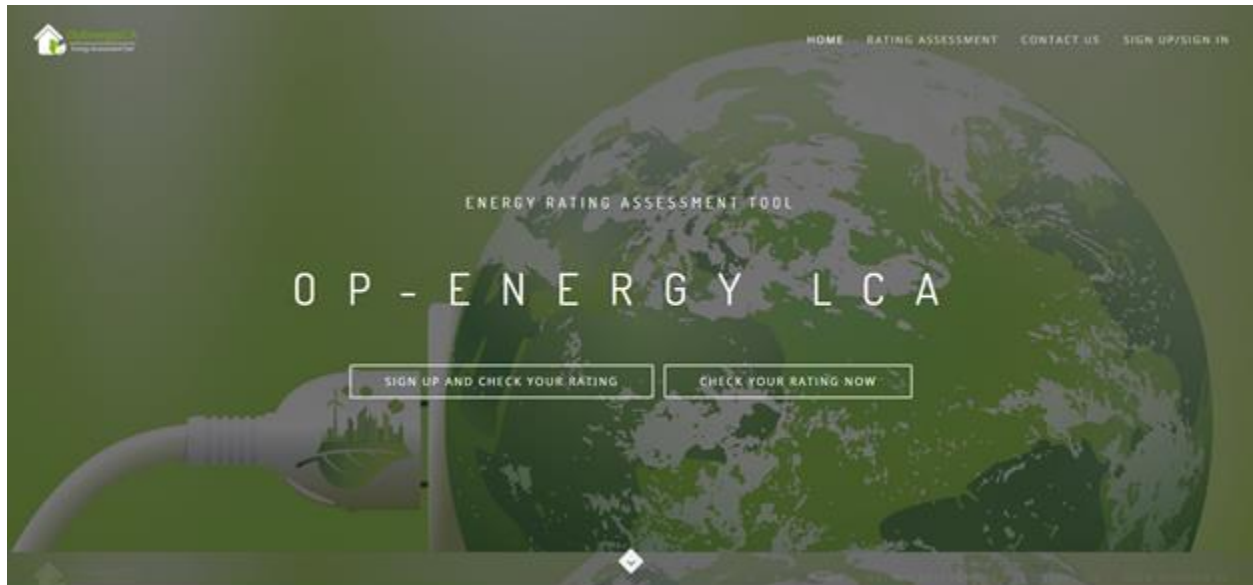 HOME RATING ASSESSMENT CONTACT US SIGN UP/SIGN IN
ENERGY RATING ASSESSMENT TOOL
OP-ENERGY LCA
SIGN UP AND CHECK YOUR RATING
CHECK YOUR RATING NOW